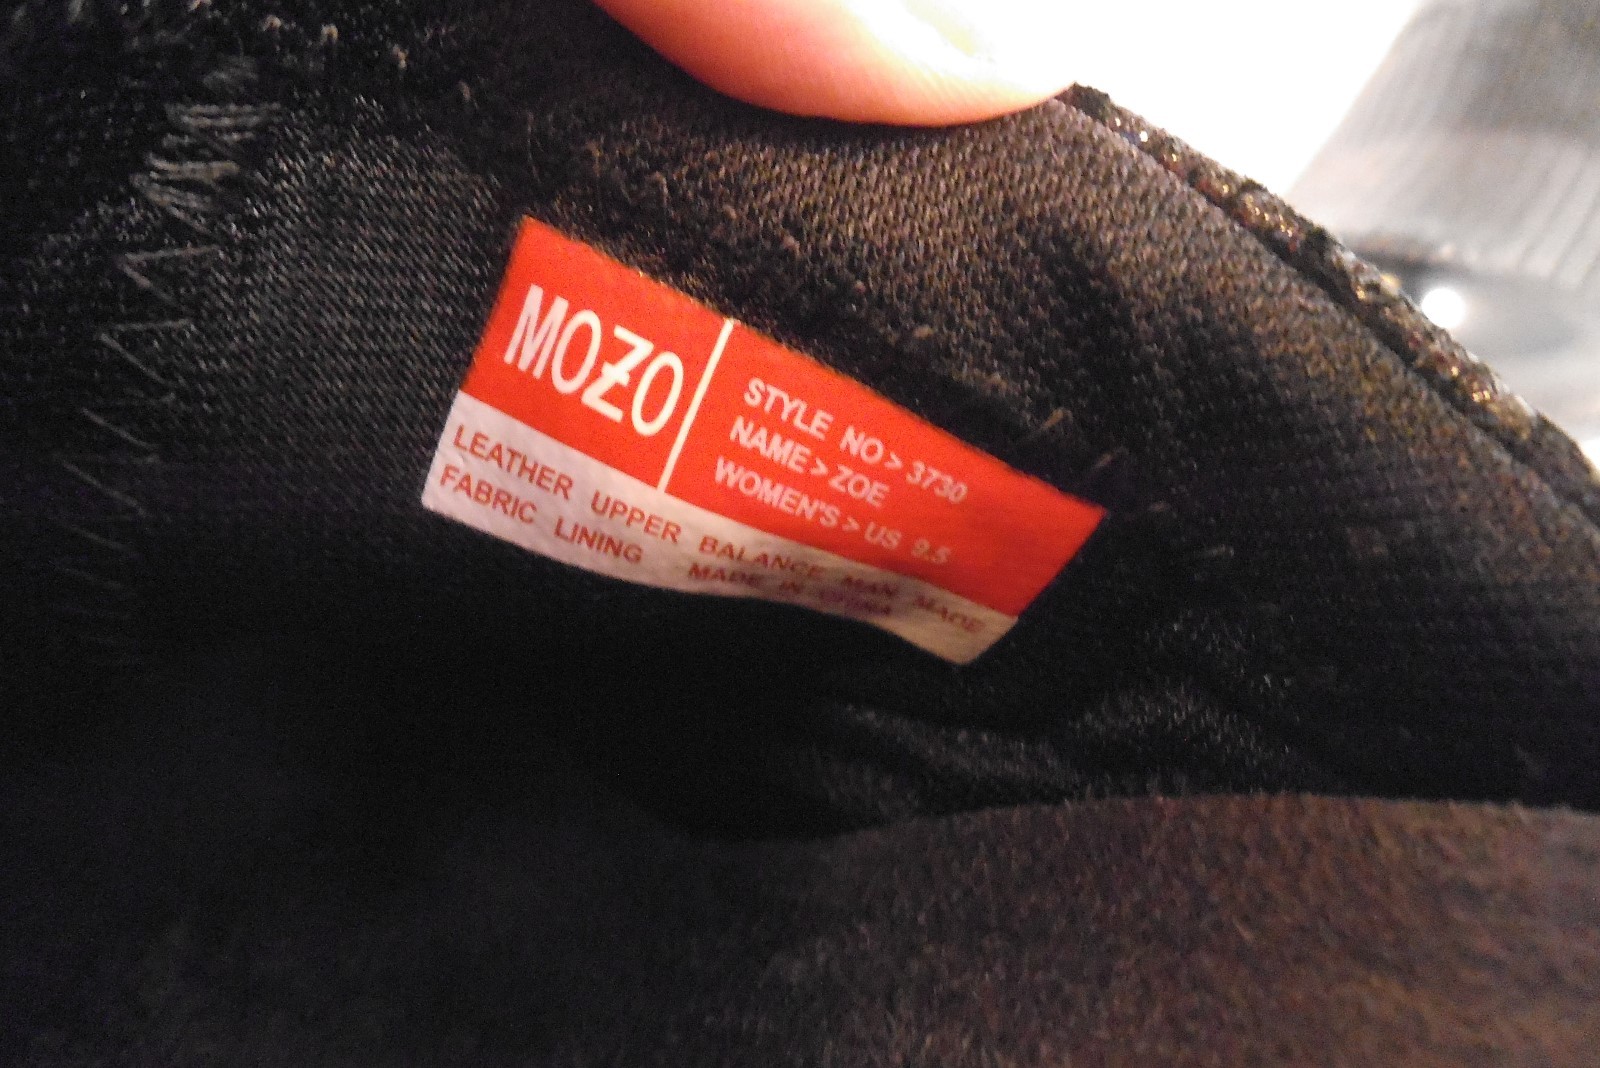 MOZO
STYLE NO > 3730
NAME > ZOE
WOMEN'S > US 9.5
LEATHER UPPER BALANCE MAN MADE
FABRIC LINING MADE IN CHINA